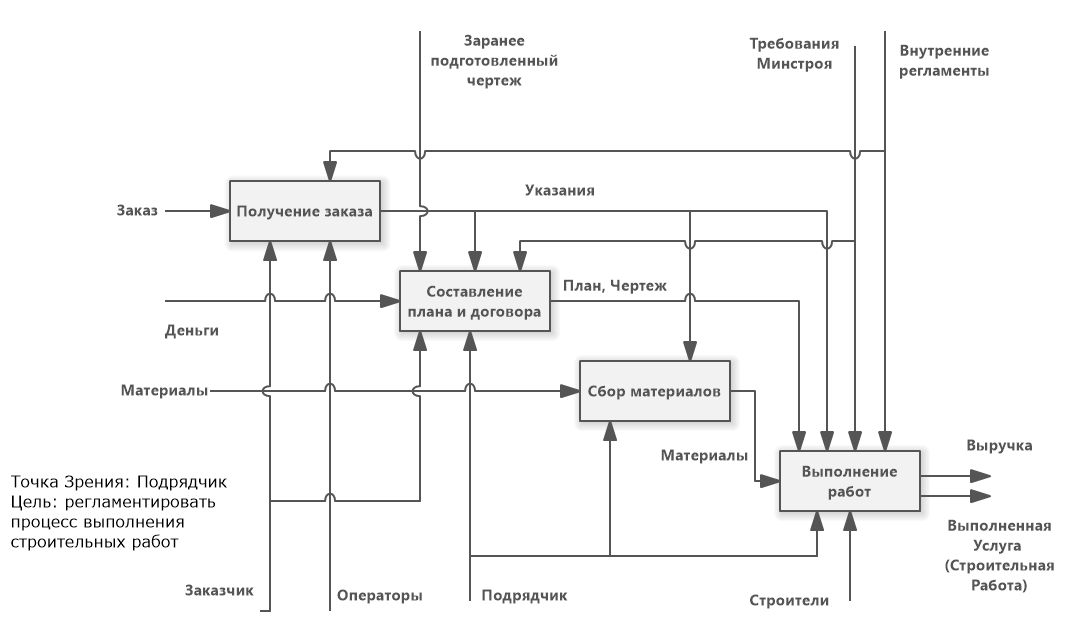 Заранее
подготовленный
чертеж
Требования
Минстроя
Внутренние
регламенты
Заказ
Получение заказа
Указания
Составление
плана и договора
План, Чертеж
Деньги
Материалы
Сбор материалов
Материалы
Выполнение
работ
Выручка
Выполненная
Услуга
(Строительная
Работа)
Точка Зрения: Подрядчик
Цель: регламентировать
процесс выполнения
строительных работ
Заказчик
Операторы
Подрядчик
Строители